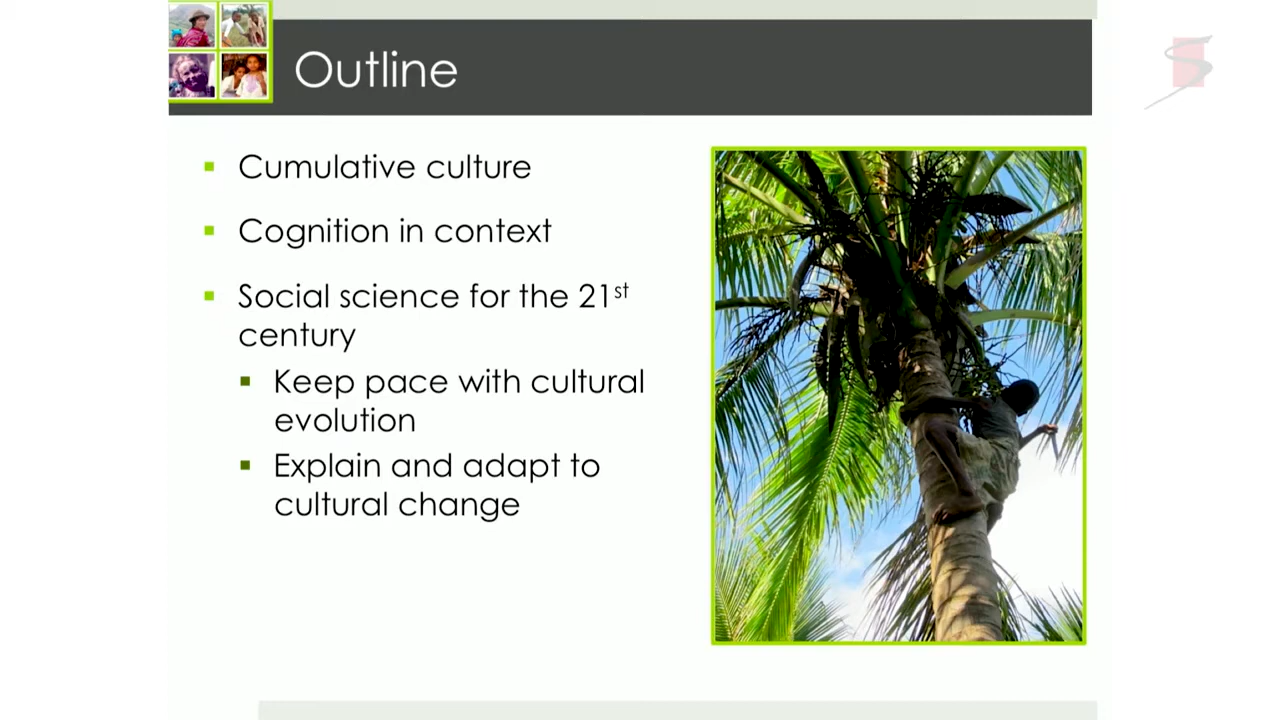 Outline
Cumulative culture
Cognition in context
Social science for the 21st
century
Keep pace with cultural
evolution
Explain and adapt to
cultural change